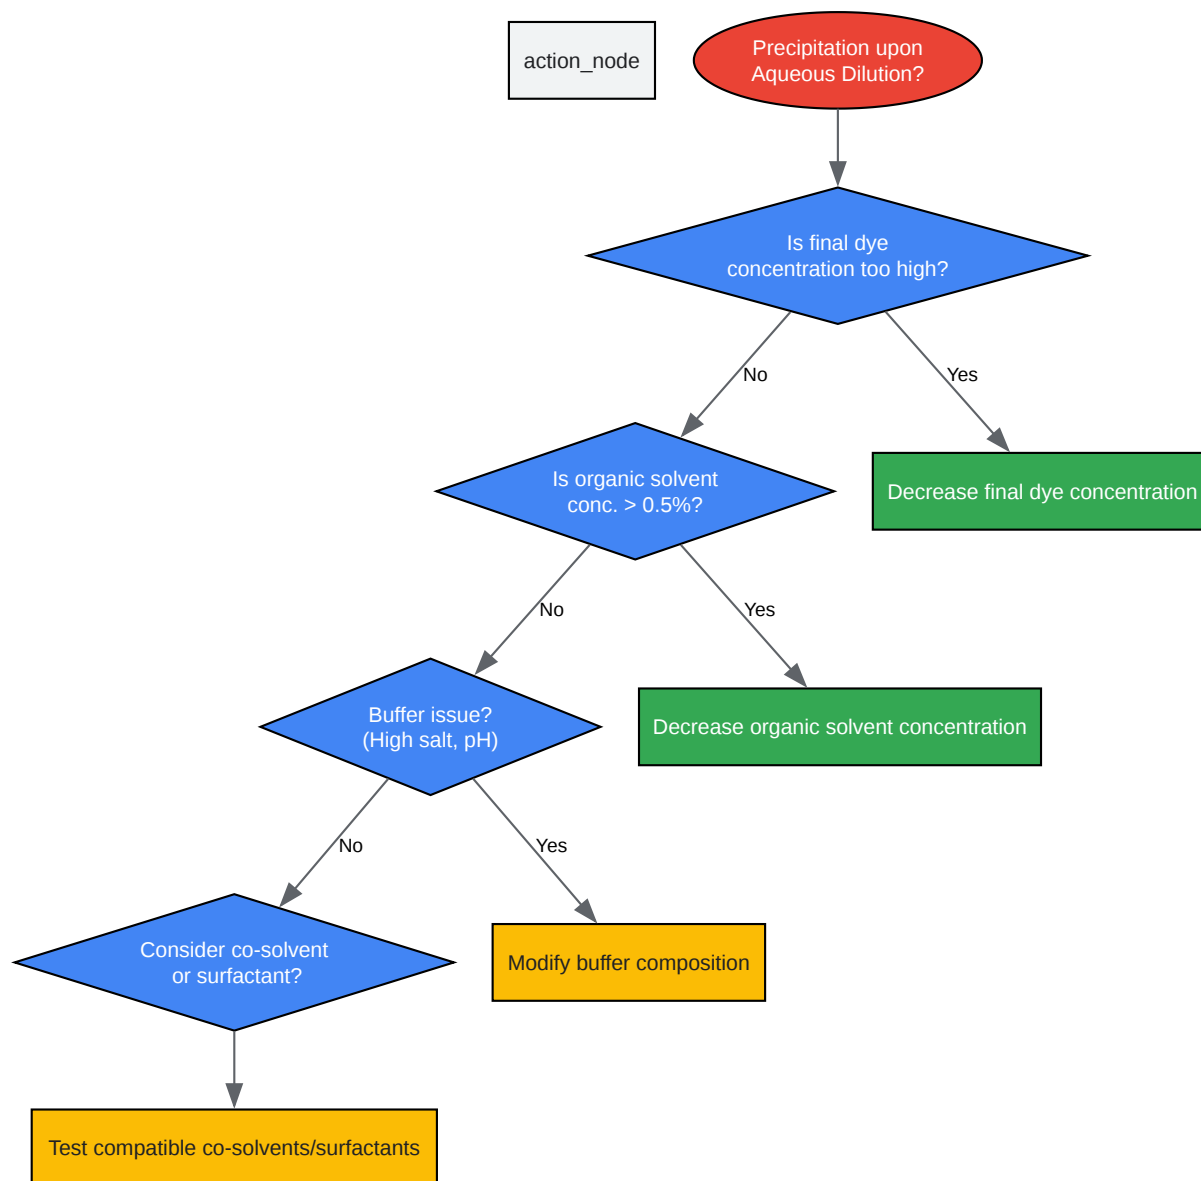 action_node
Precipitation upon
Aqueous Dilution?
Is final dye
concentration too high?
No
Yes
Is organic solvent
conc. > 0.5%?
Decrease final dye concentration
No
Yes
Buffer issue?
(High salt, pH)
Decrease organic solvent concentration
No
Yes
Consider co-solvent
or surfactant?
Modify buffer composition
Test compatible co-solvents/surfactants